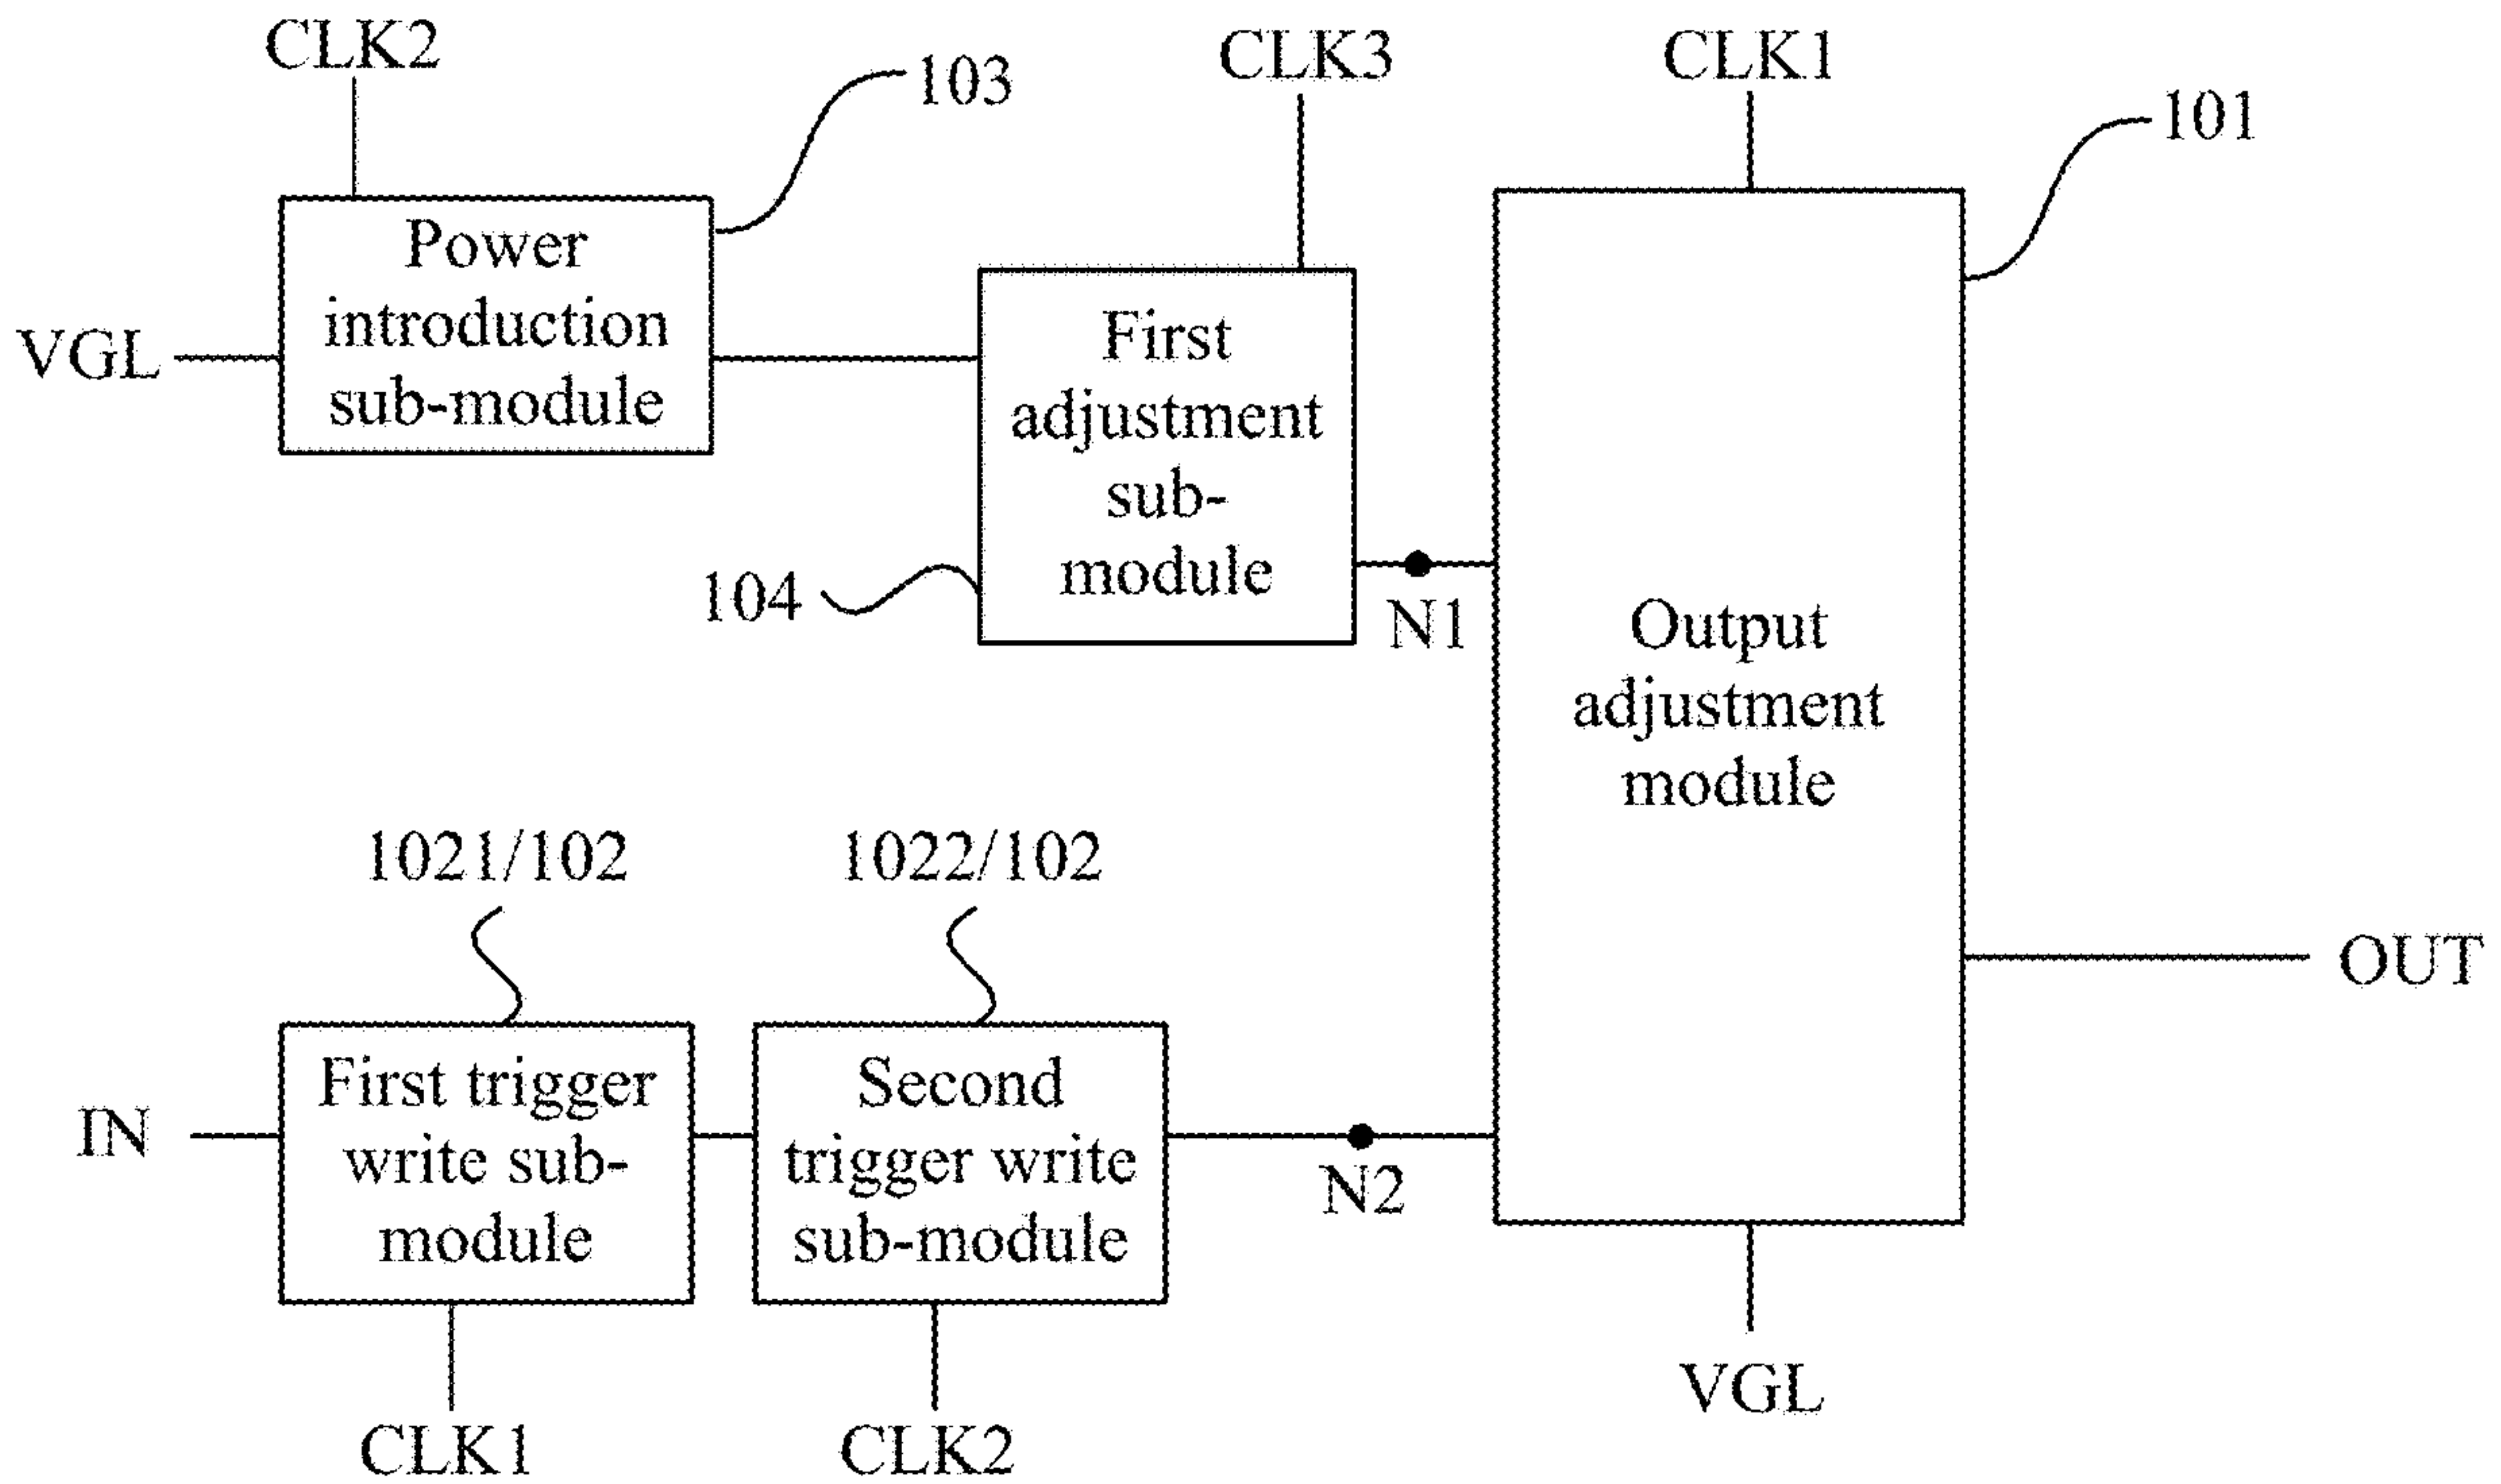 CLK2
103
CLK3
CLK1
101
Power
introduction
sub-module
VGL
First
adjustment
sub-
module
104
N1
Output
adjustment
module
1021/102
1022/102
OUT
IN
First trigger
write sub-
module
Second
trigger write
sub-module
N2
VGL
CLK1
CLK2